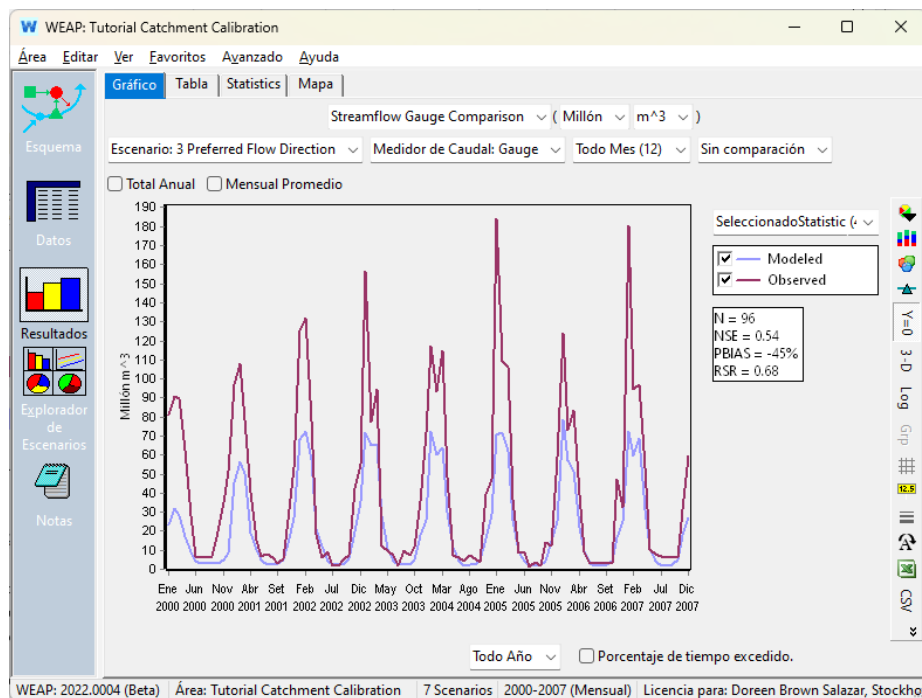 WEAP: Tutorial Catchment Calibration
Área Editar Ver Favoritos Avanzado Ayuda
Gráfico Tabla Statistics Mapa
Streamflow Gauge Comparison ( Millón m^3 )
Escenario: 3 Preferred Flow Direction Medidor de Caudal: Gauge Todo Mes (12) Sin comparación
Total Anual Mensual Promedio
Esquema
Datos
Resultados
Explorador
de
Escenarios
Notas
Millón m^3
190
180
170
160
150
140
130
120
110
100
90
80
70
60
50
40
30
20
10
0
Ene Jun Nov Abr Set Feb Jul Dic May Oct Mar Ago Ene Jun Nov Abr Set Feb Jul Dic
2000 2000 2000 2001 2001 2002 2002 2002 2003 2003 2004 2004 2005 2005 2005 2006 2006 2007 2007 2007
SeleccionadoStatistic (
Modeled
Observed
N = 96
NSE = 0.54
PBIAS = -45%
RSR = 0.68
Y=0
3-D
Log
Grp
12.5
CSV
Todo Año Porcentaje de tiempo excedido.
WEAP: 2022.0004 (Beta) Área: Tutorial Catchment Calibration 7 Scenarios 2000-2007 (Mensual) Licencia para: Doreen Brown Salazar, Stockho